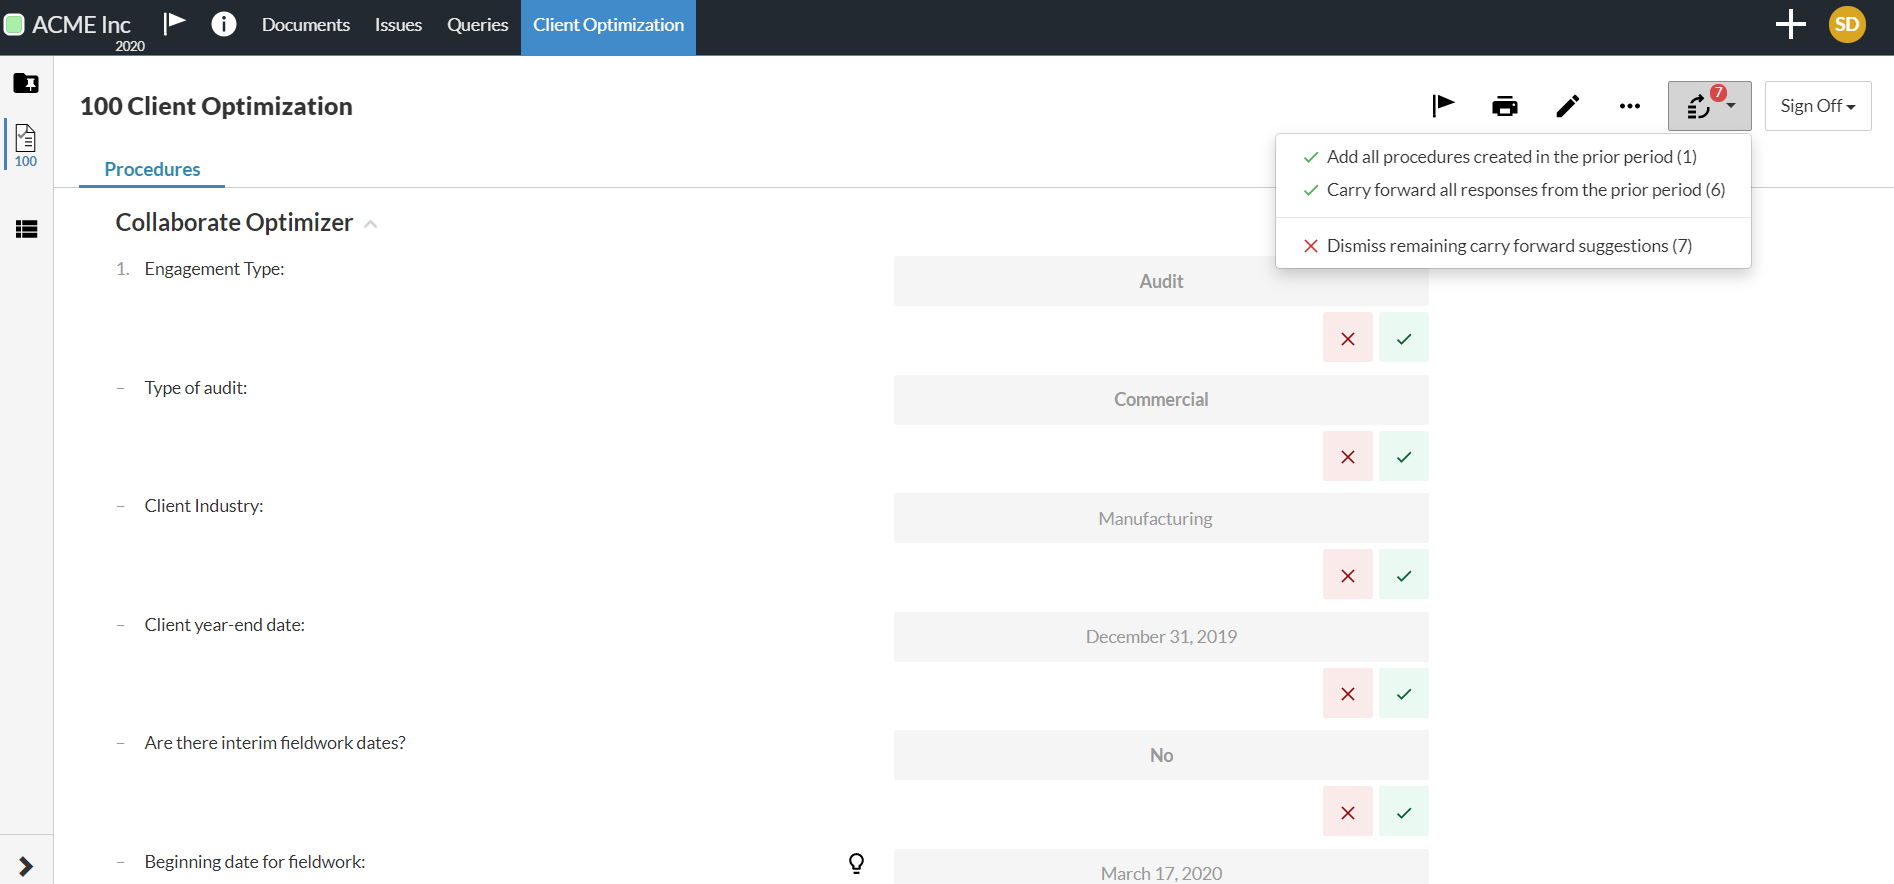 ACME Inc
2020
Documents
Issues
Queries
Client Optimization
SD
100 Client Optimization
7
Sign Off
100
Add all procedures created in the prior period (1)
Carry forward all responses from the prior period (6)
Dismiss remaining carry forward suggestions (7)
Procedures
Collaborate Optimizer
1. Engagement Type:
Audit
– Type of audit:
Commercial
– Client Industry:
Manufacturing
– Client year-end date:
December 31, 2019
– Are there interim fieldwork dates?
No
– Beginning date for fieldwork:
March 17, 2020